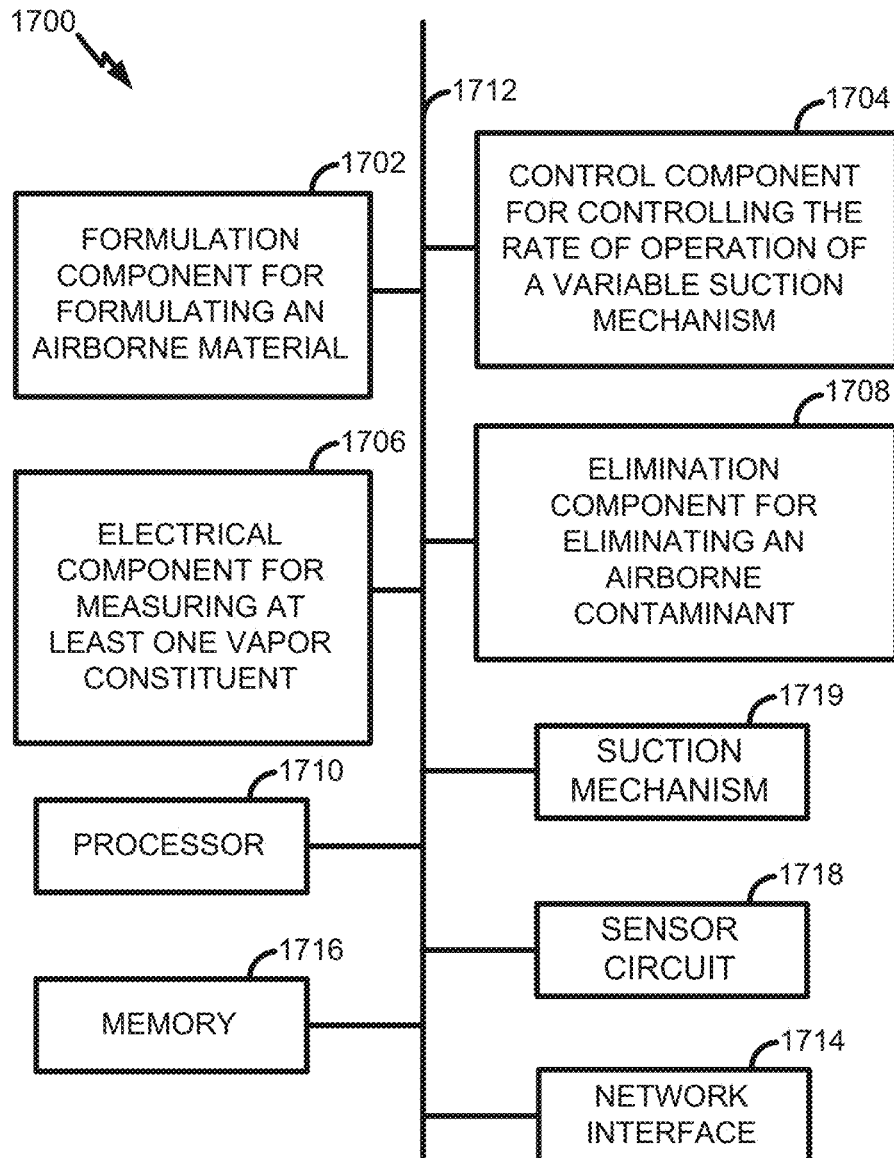 1700
1712
1702
FORMULATION
COMPONENT FOR
FORMULATING AN
AIRBORNE MATERIAL
1704
CONTROL COMPONENT
FOR CONTROLLING THE
RATE OF OPERATION OF
A VARIABLE SUCTION
MECHANISM
1706
ELECTRICAL
COMPONENT FOR
MEASURING AT
LEAST ONE VAPOR
CONSTITUENT
1708
ELIMINATION
COMPONENT FOR
ELIMINATING AN
AIRBORNE
CONTAMINANT
1719
SUCTION
MECHANISM
1710
PROCESSOR
1718
SENSOR
CIRCUIT
1716
MEMORY
1714
NETWORK
INTERFACE